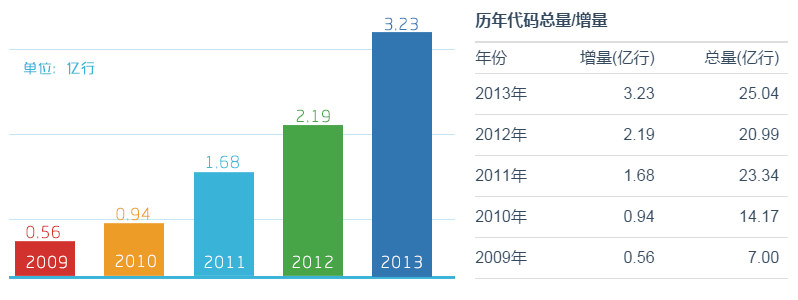 单位：亿行
3.23
2.19
1.68
0.94
0.56
2009 2010 2011 2012 2013
历年代码总量/增量
年份 增量(亿行) 总量(亿行)
2013年 3.23 25.04
2012年 2.19 20.99
2011年 1.68 23.34
2010年 0.94 14.17
2009年 0.56 7.00